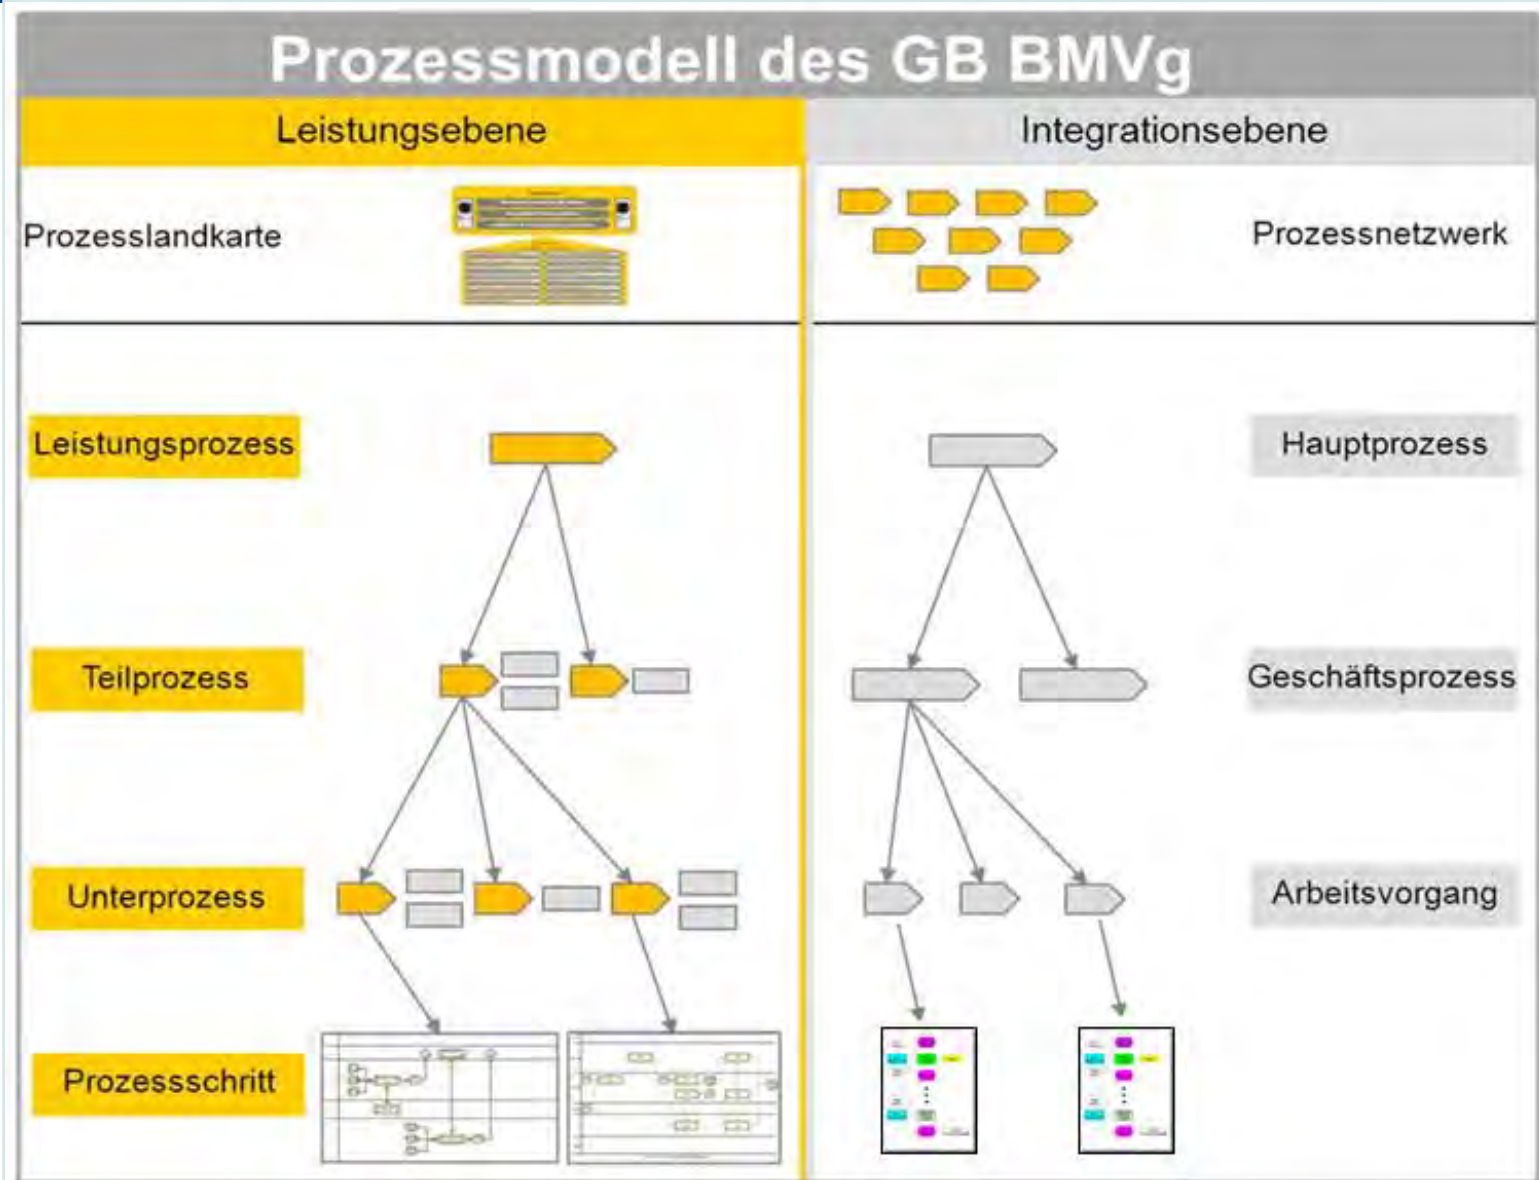 Prozessmodell des GB BMVg
Leistungsebene
Integrationsebene
Prozesslandkarte
Prozessnetzwerk
Leistungsprozess
Hauptprozess
Teilprozess
Geschäftsprozess
Unterprozess
Arbeitsvorgang
Prozessschritt